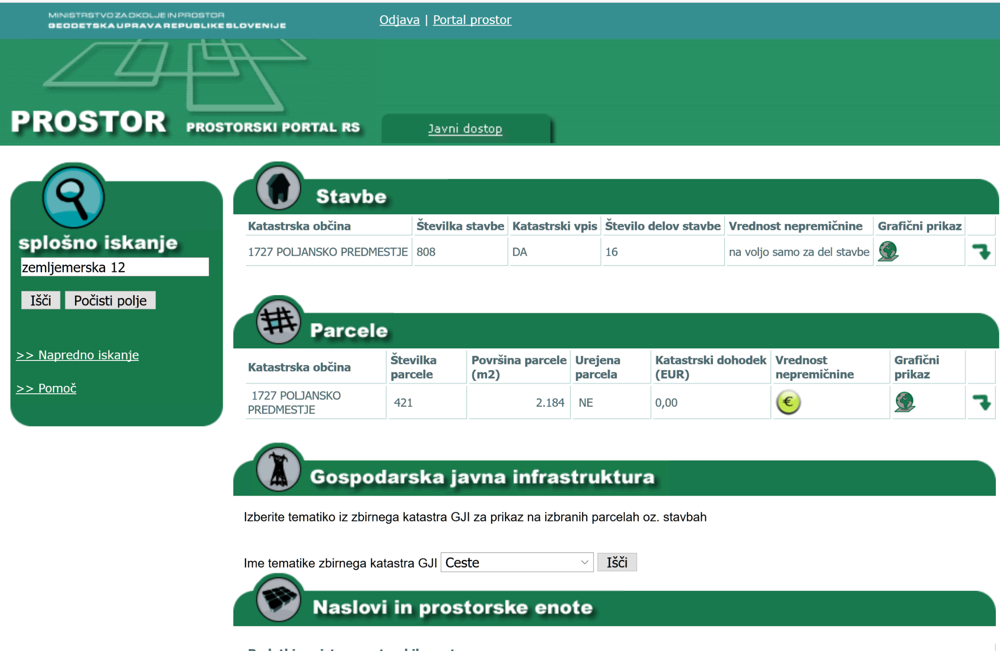 MINISTRSTVO ZA OKOLJE IN PROSTOR
GEODETSKA UPRAVA REPUBLIKE SLOVENIJE
Odjava | Portal prostor
PROSTOR PROSTORSKI PORTAL RS
Javni dostop
splošno iskanje
zemljemerska 12
Išči Počisti polje
>> Napredno iskanje
>> Pomoč
Stavbe
Katastrska občina Številka stavbe Katastrski vpis Število delov stavbe Vrednost nepremičnine Grafični prikaz
1727 POLJANSKO PREDMESTJE 808 DA 16 na voljo samo za del stavbe
Parcele
Katastrska občina Številka parcele Površina parcele (m2) Urejena parcela Katastrski dohodek (EUR) Vrednost nepremičnine Grafični prikaz
1727 POLJANSKO PREDMESTJE 421 2.184 NE 0,00 €
Gospodarska javna infrastruktura
Izberite tematiko iz zbirnega katastra GJI za prikaz na izbranih parcelah oz. stavbah
Ime tematike zbirnega katastra GJI Ceste Išči
Naslovi in prostorske enote